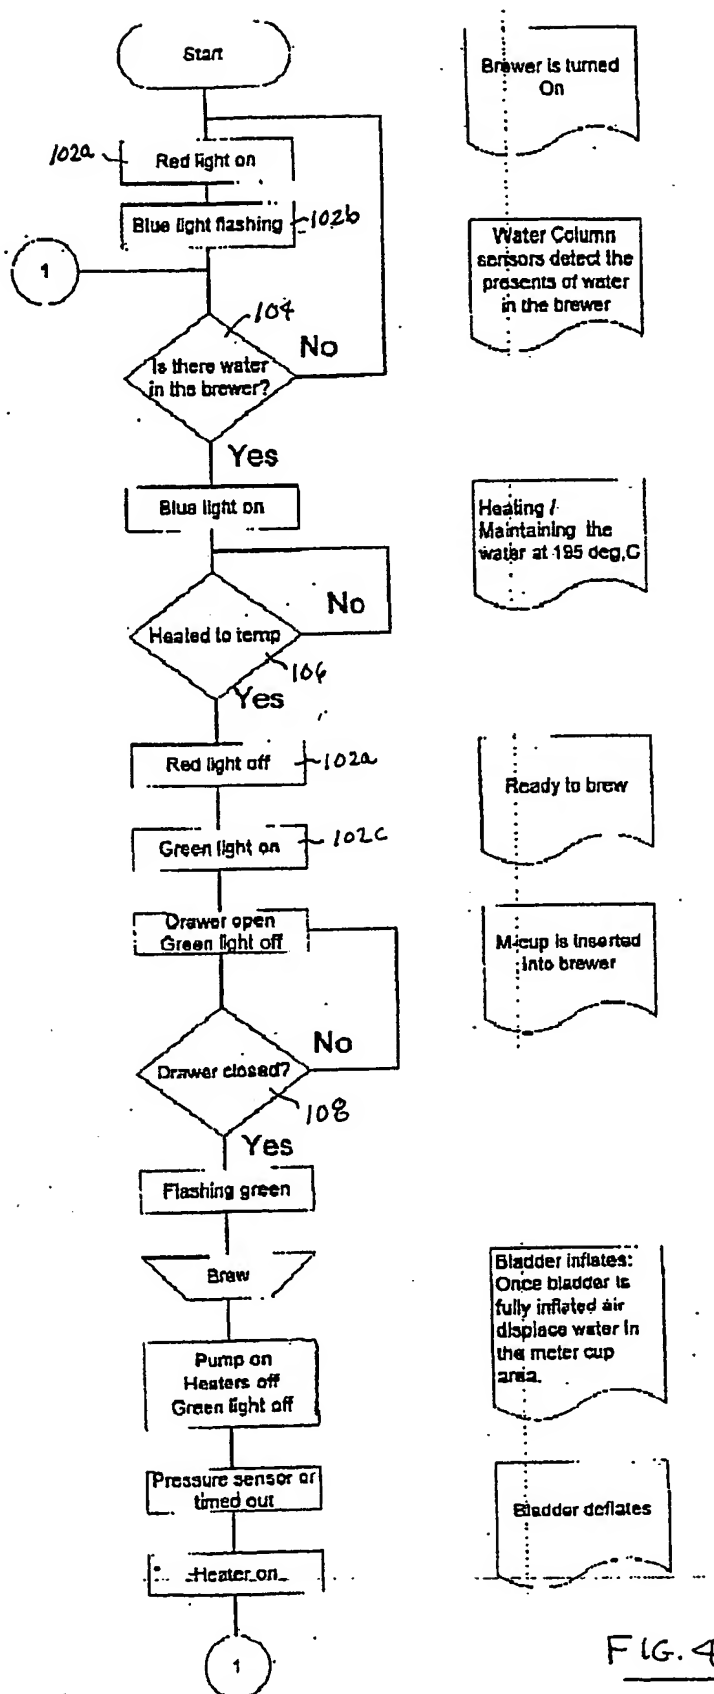 Start
Brewer is turned
On
102a
Red light on
Blue light flashing
102b
1
Water Column
sensors detect the
presents of water
in the brewer
104
Is there water
in the brewer?
No
Yes
Blue light on
Heating /
Maintaining the
water at 195 deg,C
Heated to temp
No
106
Yes
Red light off
102a
Ready to brew
Green light on
102c
Drawer open
Green light off
M-cup is inserted
into brewer
Drawer closed?
No
108
Yes
Flashing green
Brew
Bladder inflates:
Once bladder is
fully inflated air
displace water in
the meter cup
area.
Pump on
Heaters off
Green light off
Pressure sensor or
timed out
Bladder deflates
Heater on
1
FIG. 4